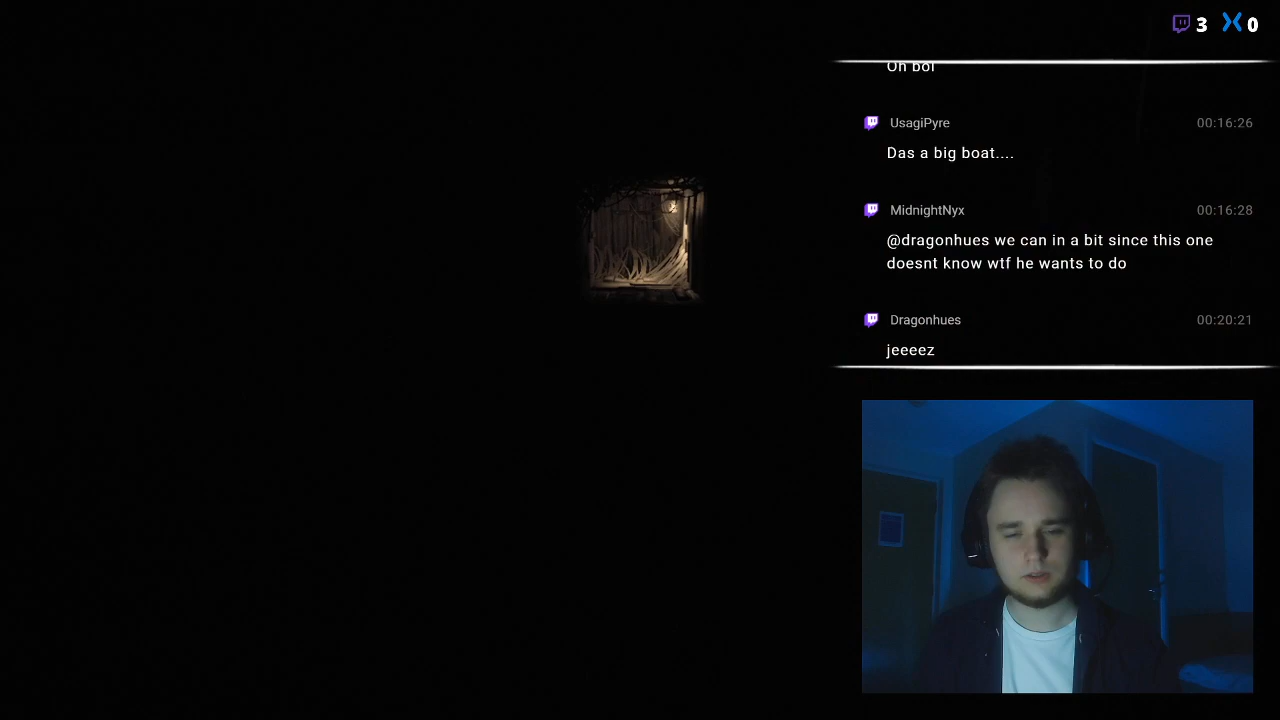 3 0
Oh boi
UsagiPyre 00:16:26
Das a big boat....
MidnightNyx 00:16:28
@dragonhues we can in a bit since this one
doesnt know wtf he wants to do
Dragonhues 00:20:21
jeeeez